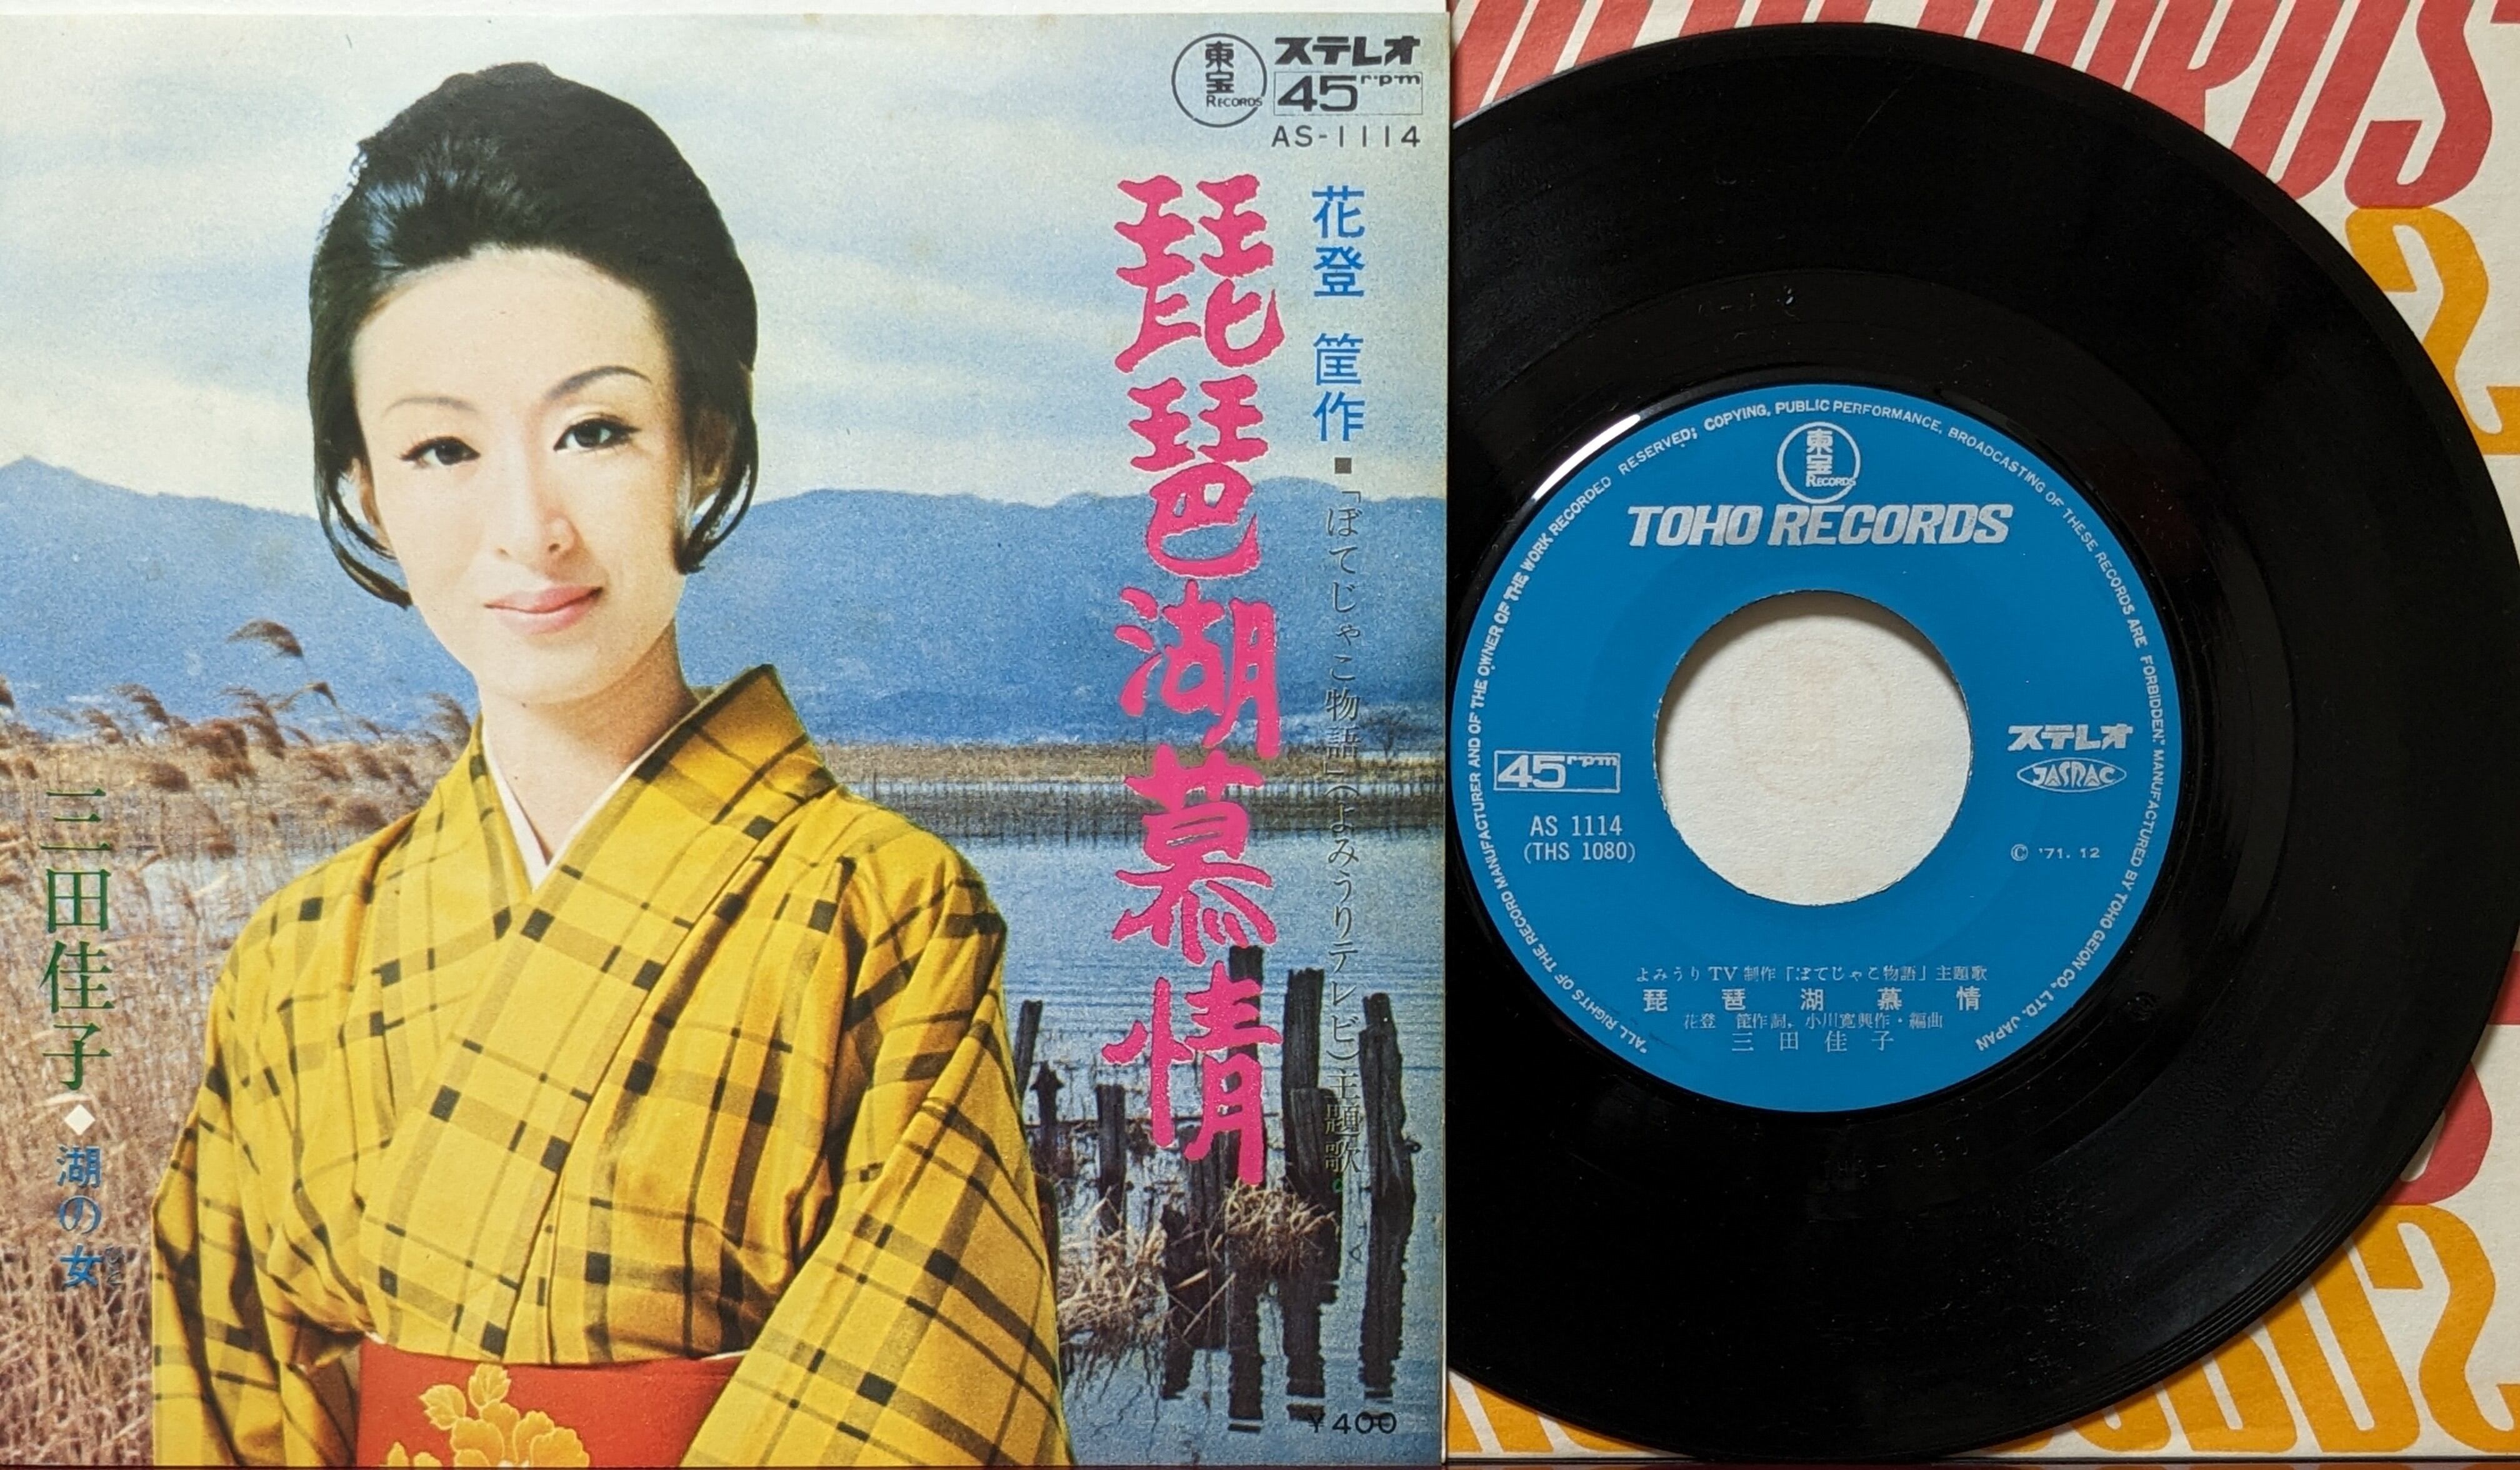 東宝
RECORDS
ステレオ
45rpm
AS-1114
花登 筐作■「ぼてじゃこ物語」(よみうりテレビ)主題歌。
琵琶湖慕情
三田佳子◆湖の女
ひと
¥400
東宝
RECORDS
TOHO RECORDS
45rpm
AS 1114
(THS 1080)
ステレオ
JASRAC
© '71. 12
よみうり TV 制作「ぼてじゃこ物語」主題歌
琵琶湖慕情
花登 筐作詞，小川寛興作・編曲
三田佳子
"ALL RIGHTS OF THE RECORD MANUFACTURER AND OF THE OWNER OF THE WORK RECORDED RESERVED; COPYING, PUBLIC PERFORMANCE, BROADCASTING OF THESE RECORDS ARE FORBIDDEN." MANUFACTURED BY TOHO GEION CO., LTD. JAPAN